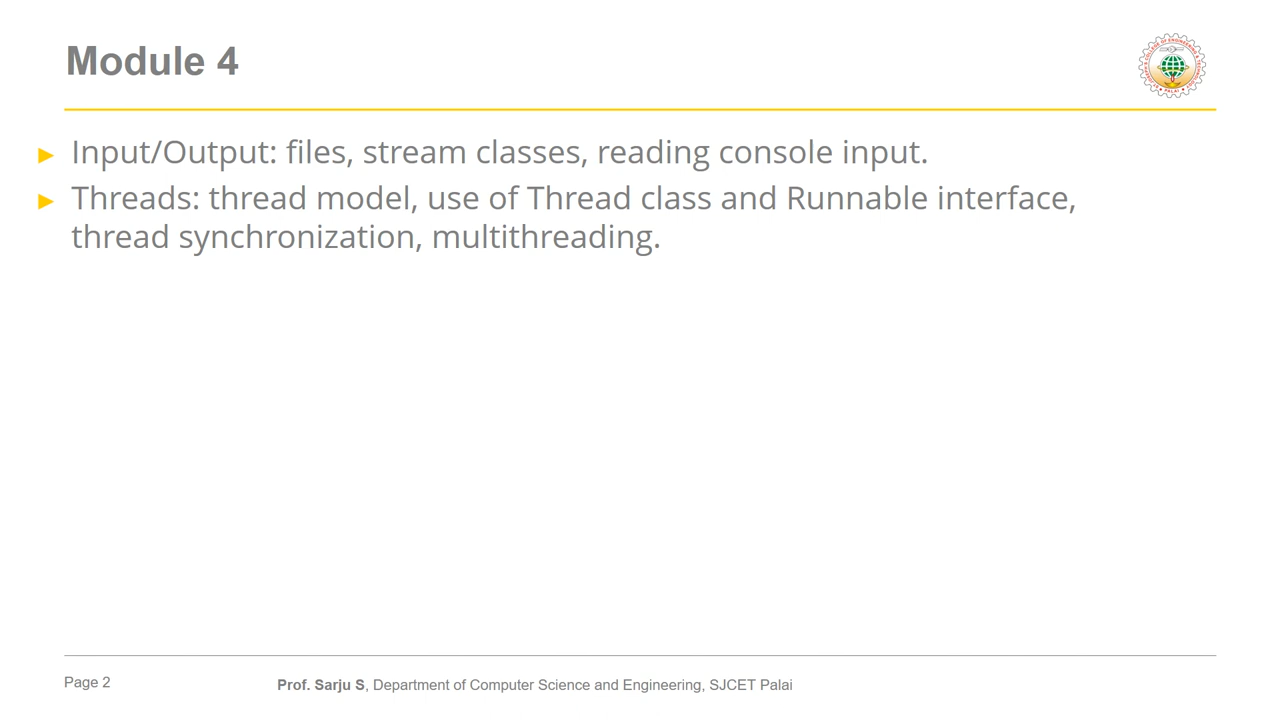 Module 4
► Input/Output: files, stream classes, reading console input.
► Threads: thread model, use of Thread class and Runnable interface,
thread synchronization, multithreading.
Page 2
Prof. Sarju S, Department of Computer Science and Engineering, SJCET Palai